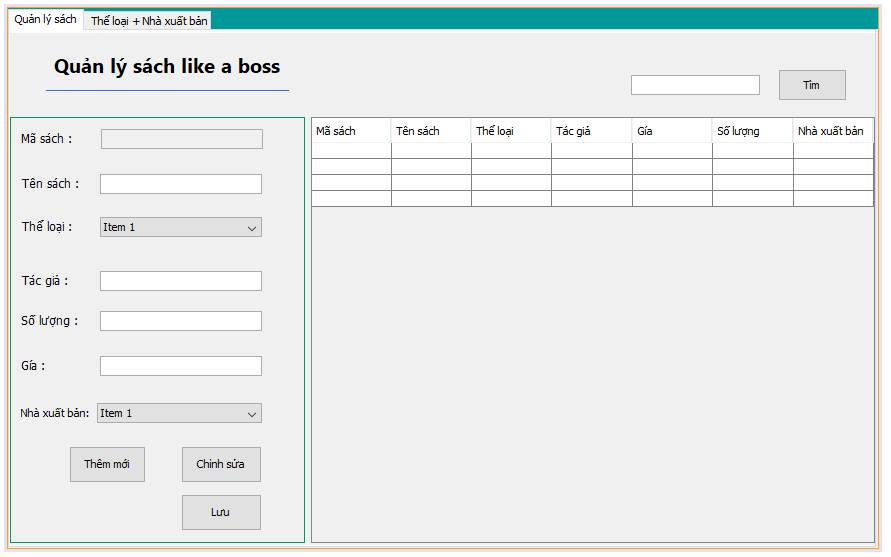 Quản lý sách
Thể loại + Nhà xuất bản
Quản lý sách like a boss
Tìm
Mã sách :
Tên sách :
Thể loại :
Item 1
Tác giả :
Số lượng :
Gía :
Nhà xuất bản:
Item 1
Thêm mới
Chỉnh sửa
Lưu
Mã sách
Tên sách
Thể loại
Tác giả
Gía
Số lượng
Nhà xuất bản